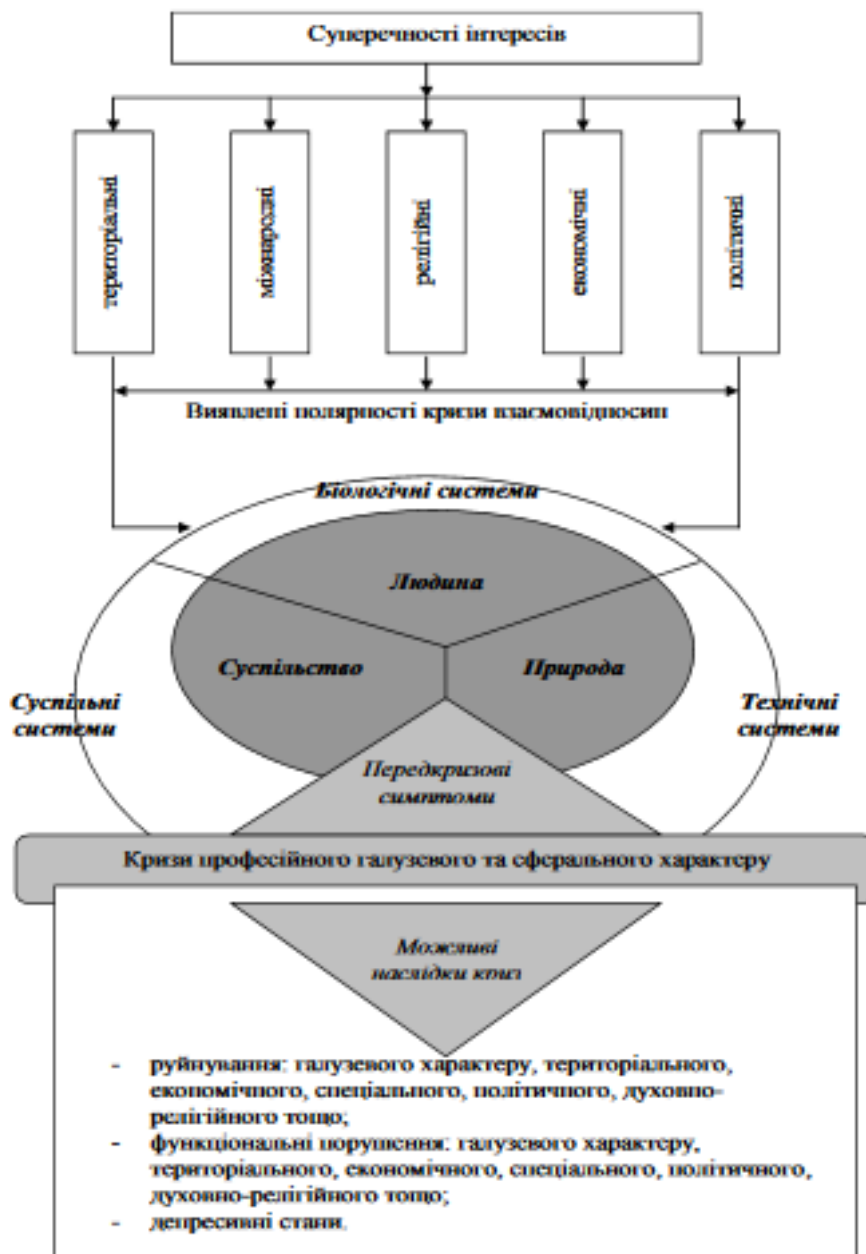 Суперечності інтересів
територіальні
міжнародні
релігійні
економічні
політичні
Виявлені полярності кризи взаємовідносин
Біологічні системи
Людина
Суспільство
Природа
Суспільні
системи
Технічні
системи
Передкризові
симптоми
Кризи професійного галузевого та сферального характеру
Можливі
наслідки криз
- руйнування: галузевого характеру, територіального,
економічного, спеціального, політичного, духовно-
релігійного тощо;
- функціональні порушення: галузевого характеру,
територіального, економічного, спеціального, політичного,
духовно-релігійного тощо;
- депресивні стани.